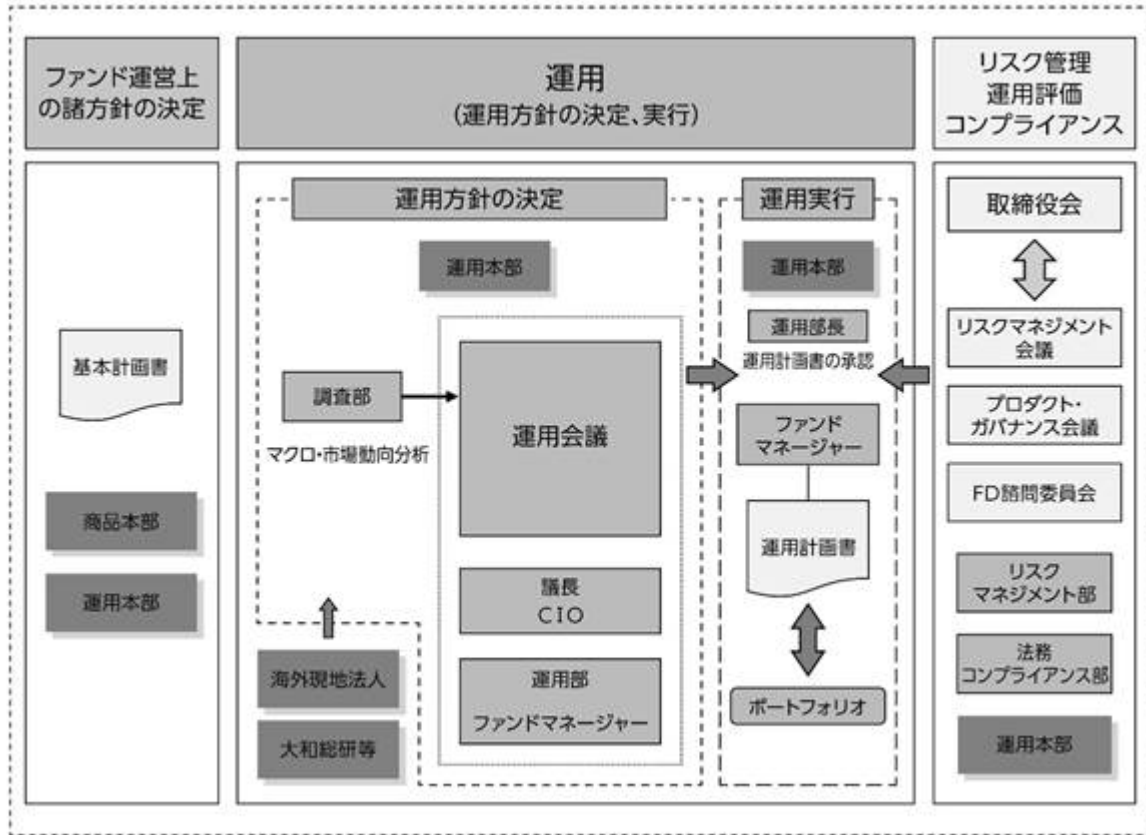 ファンド運営上
の諸方針の決定
基本計画書
商品本部
運用本部
運用
(運用方針の決定、実行)
運用方針の決定
運用本部
調査部
マクロ・市場動向分析
運用会議
議長
CIO
運用部
ファンドマネージャー
海外現地法人
大和総研等
運用実行
運用本部
運用部長
運用計画書の承認
ファンド
マネージャー
運用計画書
ポートフォリオ
リスク管理
運用評価
コンプライアンス
取締役会
リスクマネジメント
会議
プロダクト・
ガバナンス会議
FD諮問委員会
リスク
マネジメント部
法務
コンプライアンス部
運用本部